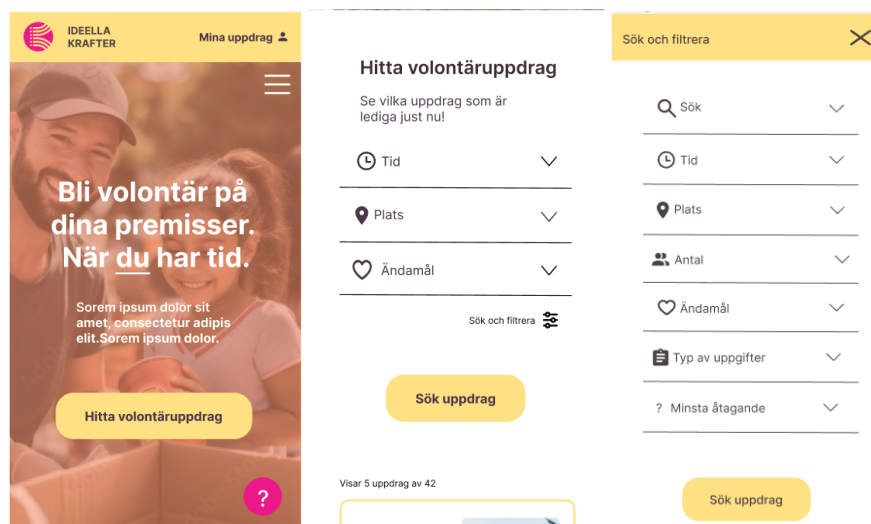 IDEELLA
KRAFTER
Mina uppdrag
Bli volontär på
dina premisser.
När du har tid.
Sorem ipsum dolor sit
amet, consectetur adipis
elit.Sorem ipsum dolor.
Hitta volontäruppdrag
?
Hitta volontäruppdrag
Se vilka uppdrag som är
lediga just nu!
Tid
Plats
Ändamål
Sök och filtrera
Sök uppdrag
Visar 5 uppdrag av 42
Sök och filtrera
Sök
Tid
Plats
Antal
Ändamål
Typ av uppgifter
? Minsta åtagande
Sök uppdrag